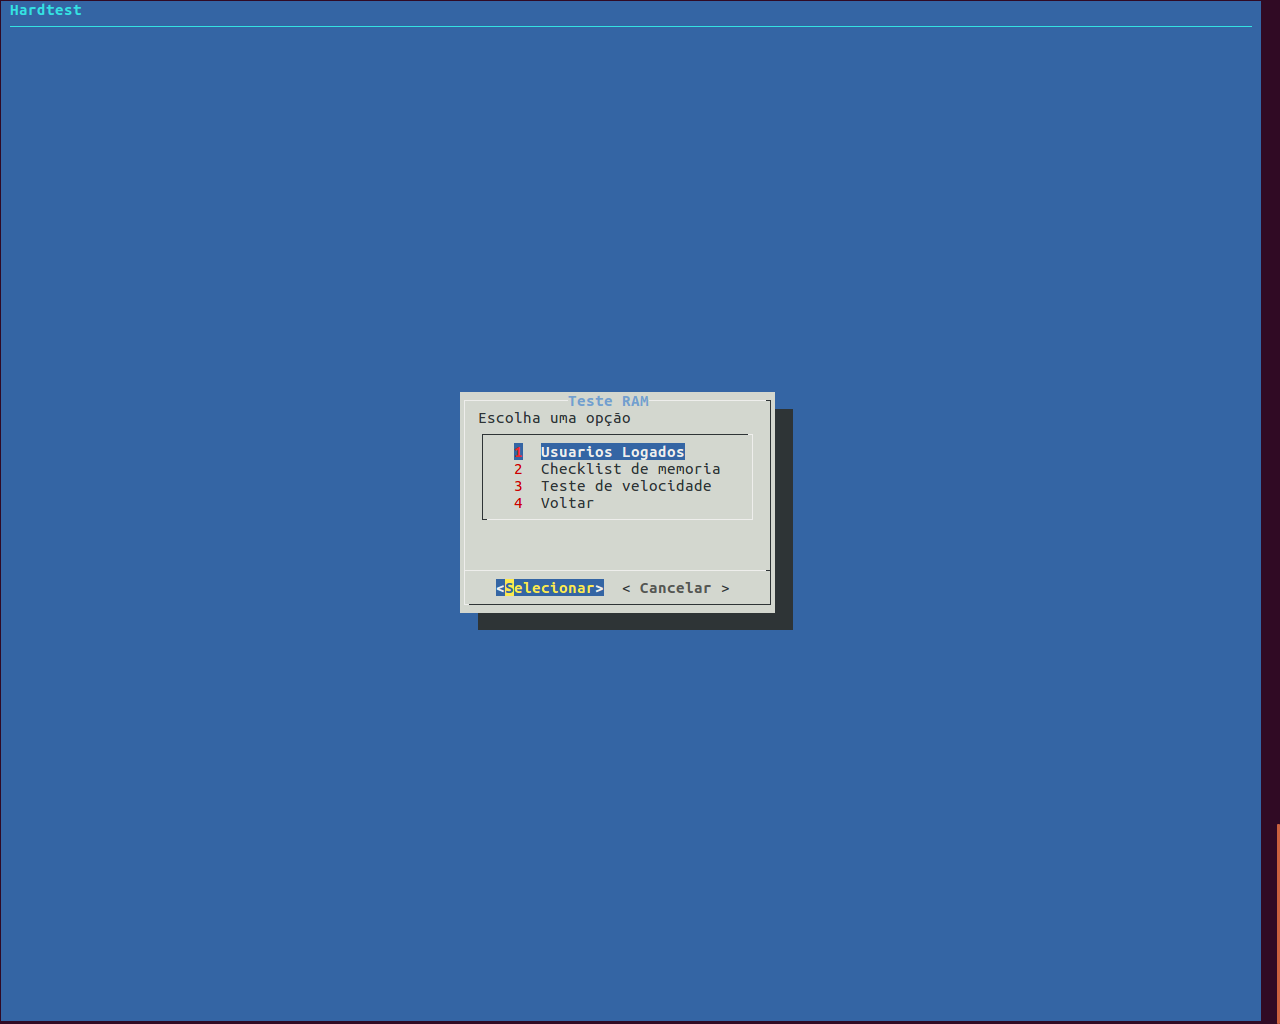 Hardtest
Teste RAM
Escolha uma opção
1 Usuarios Logados
2 Checklist de memoria
3 Teste de velocidade
4 Voltar
<Selecionar> < Cancelar >